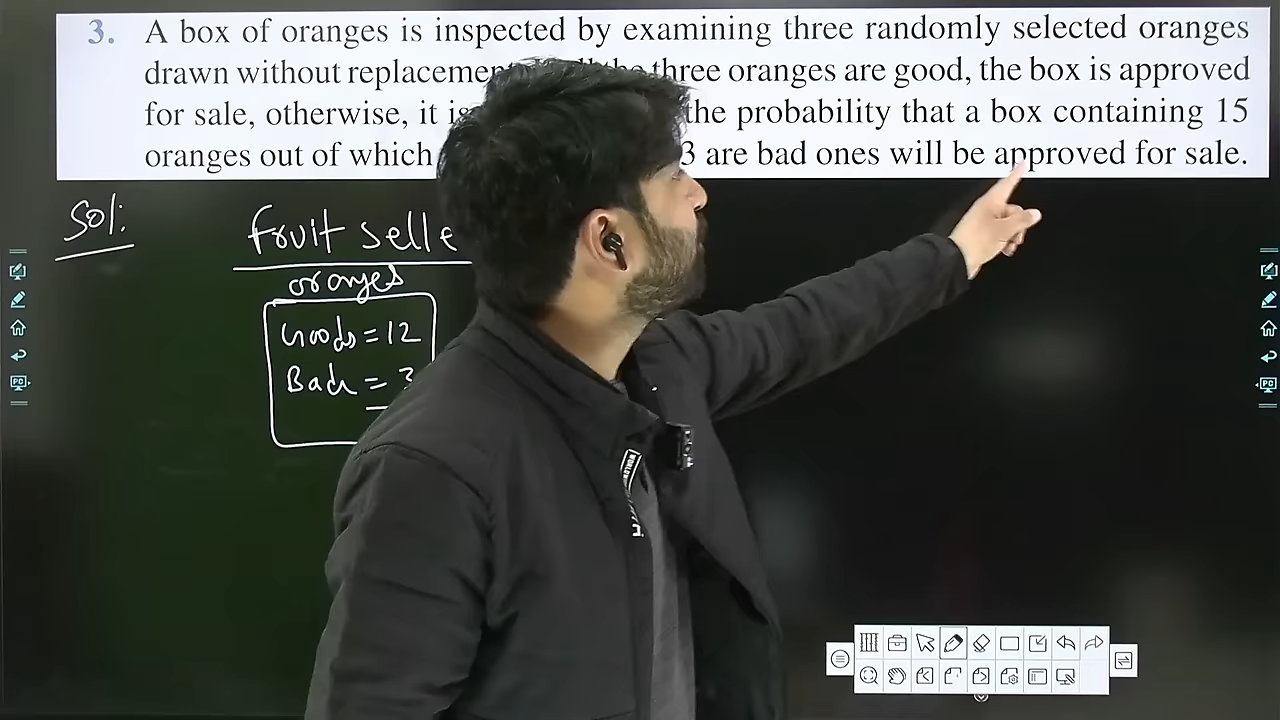 3. A box of oranges is inspected by examining three randomly selected oranges
drawn without replacement three oranges are good, the box is approved
for sale, otherwise, it is the probability that a box containing 15
oranges out of which 3 are bad ones will be approved for sale.
Sol:
fruit selle
oranges
Goods = 12
Bad = 3